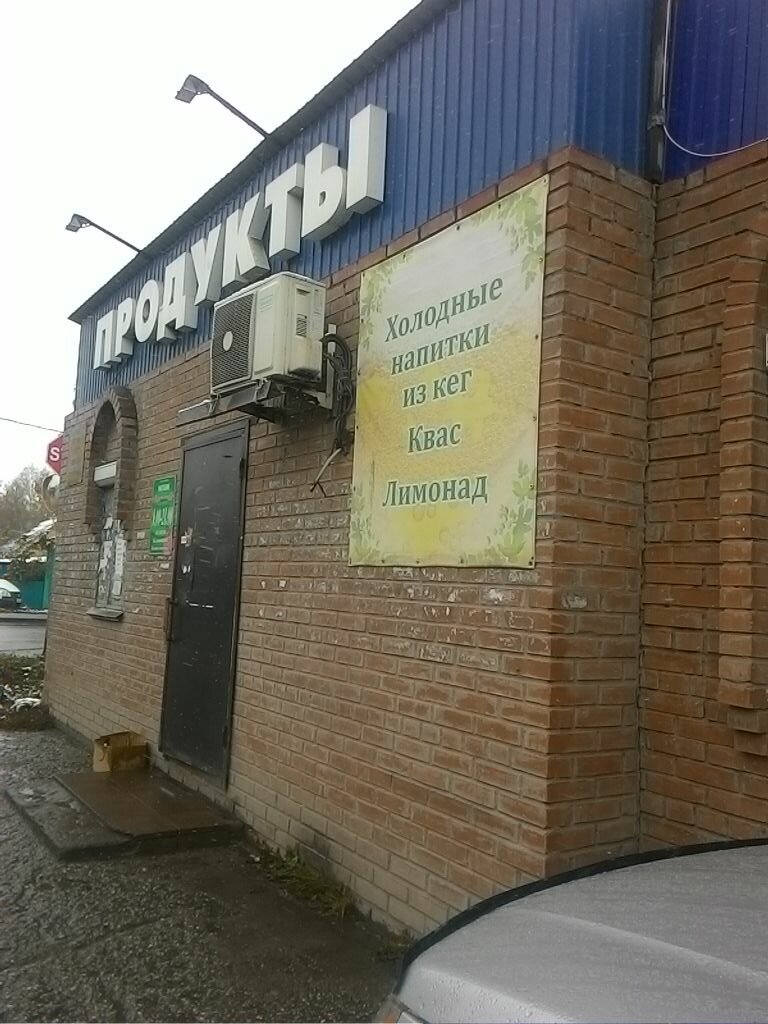 ПРОДУКТЫ
Холодные
напитки
из кег
Квас
Лимонад
S